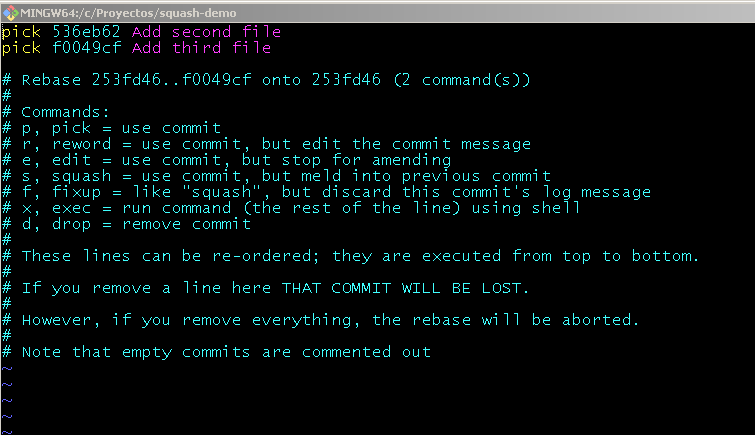 MINGW64:/c/Proyectos/squash-demo
pick 536eb62 Add second file
pick f0049cf Add third file

# Rebase 253fd46..f0049cf onto 253fd46 (2 command(s))
#
# Commands:
# p, pick = use commit
# r, reword = use commit, but edit the commit message
# e, edit = use commit, but stop for amending
# s, squash = use commit, but meld into previous commit
# f, fixup = like "squash", but discard this commit's log message
# x, exec = run command (the rest of the line) using shell
# d, drop = remove commit
#
# These lines can be re-ordered; they are executed from top to bottom.
#
# If you remove a line here THAT COMMIT WILL BE LOST.
#
# However, if you remove everything, the rebase will be aborted.
#
# Note that empty commits are commented out
~
~
~
~
~